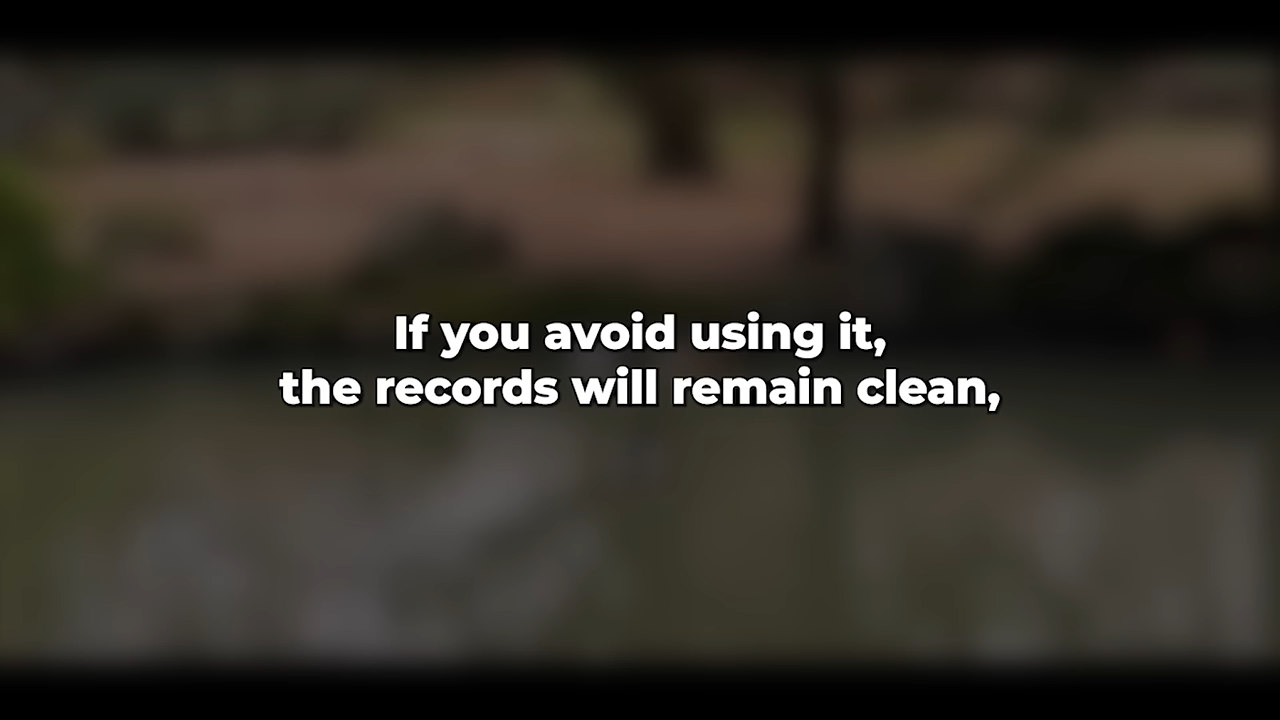 If you avoid using it,
the records will remain clean,